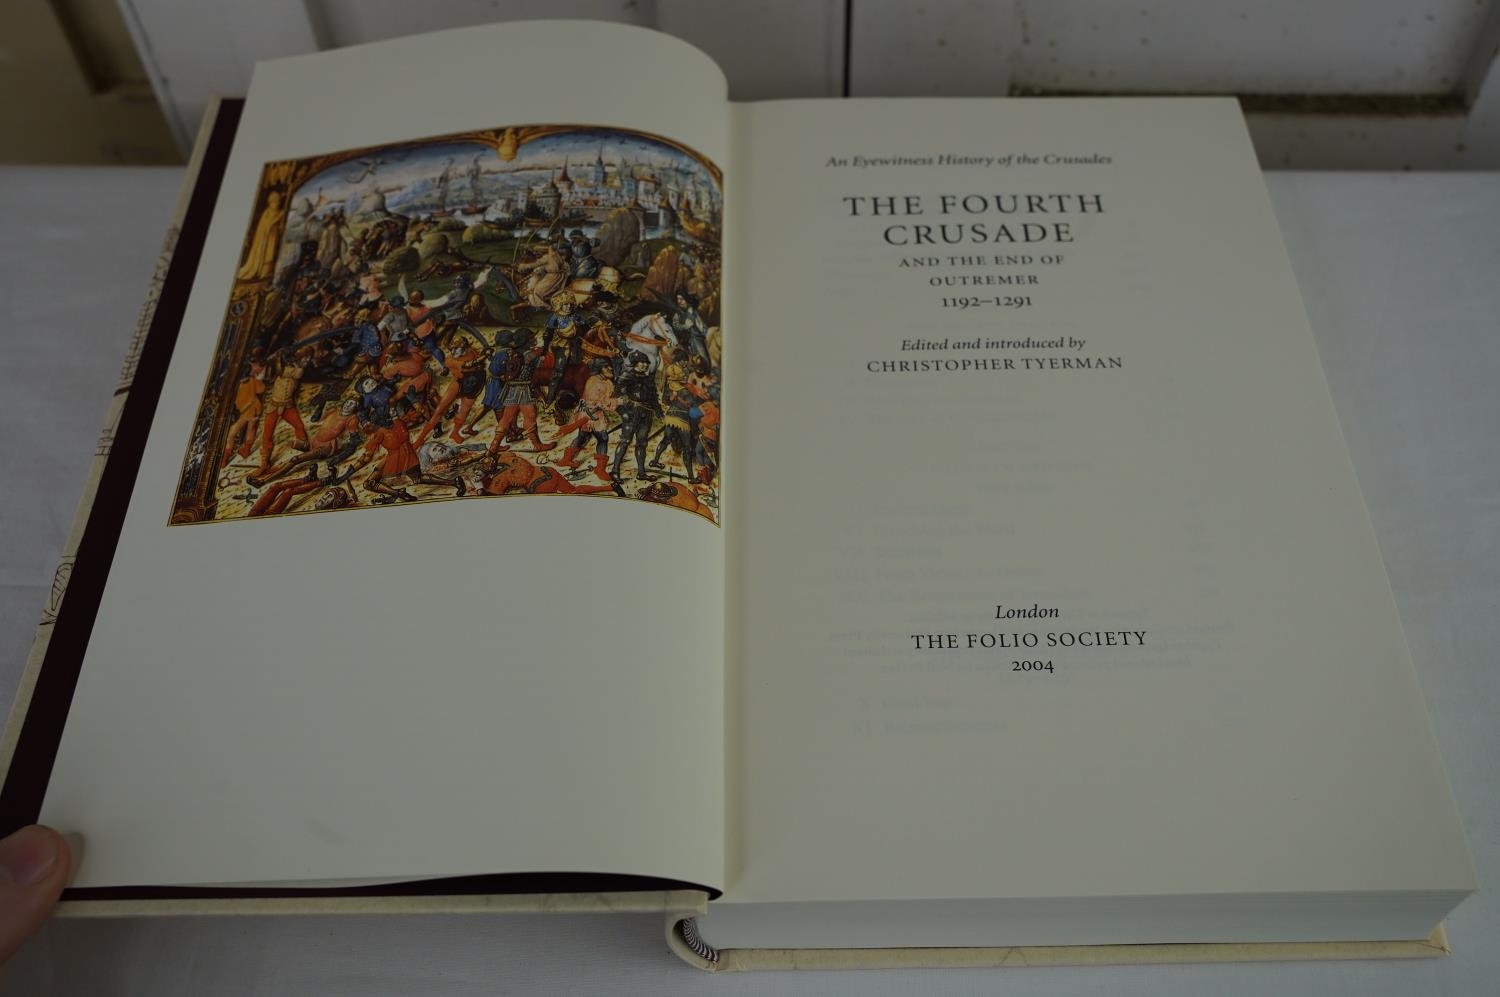 An Eyewitness History of the Crusades
THE FOURTH
CRUSADE
AND THE END OF
OUTREMER
1192–1291
Edited and introduced by
CHRISTOPHER TYERMAN
London
THE FOLIO SOCIETY
2004